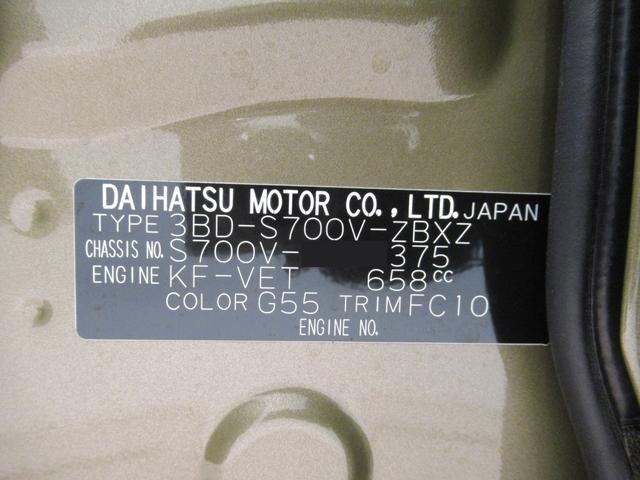 DAIHATSU MOTOR CO., LTD. JAPAN
TYPE 3BD-S700V-ZBXZ
CHASSIS NO. S700V- 375
ENGINE KF-VET 658cc
COLOR G55 TRIM FC10
ENGINE NO.